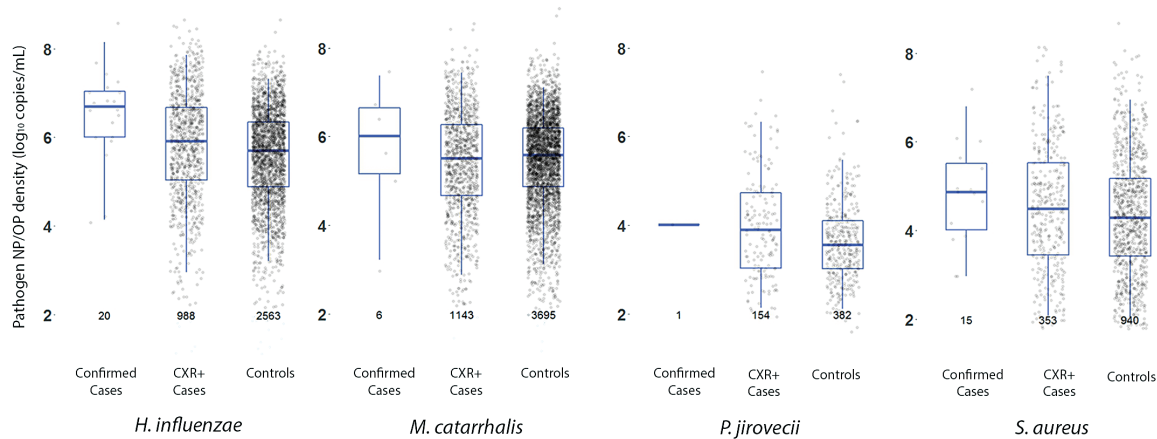 Pathogen NP/OP density (log₁₀ copies/mL)
8
6
4
2
20
988
2563
Confirmed Cases
CXR+ Cases
Controls
H. influenzae
8
6
4
2
6
1143
3695
Confirmed Cases
CXR+ Cases
Controls
M. catarrhalis
8
6
4
2
1
154
382
Confirmed Cases
CXR+ Cases
Controls
P. jirovecii
8
6
4
2
15
353
940
Confirmed Cases
CXR+ Cases
Controls
S. aureus